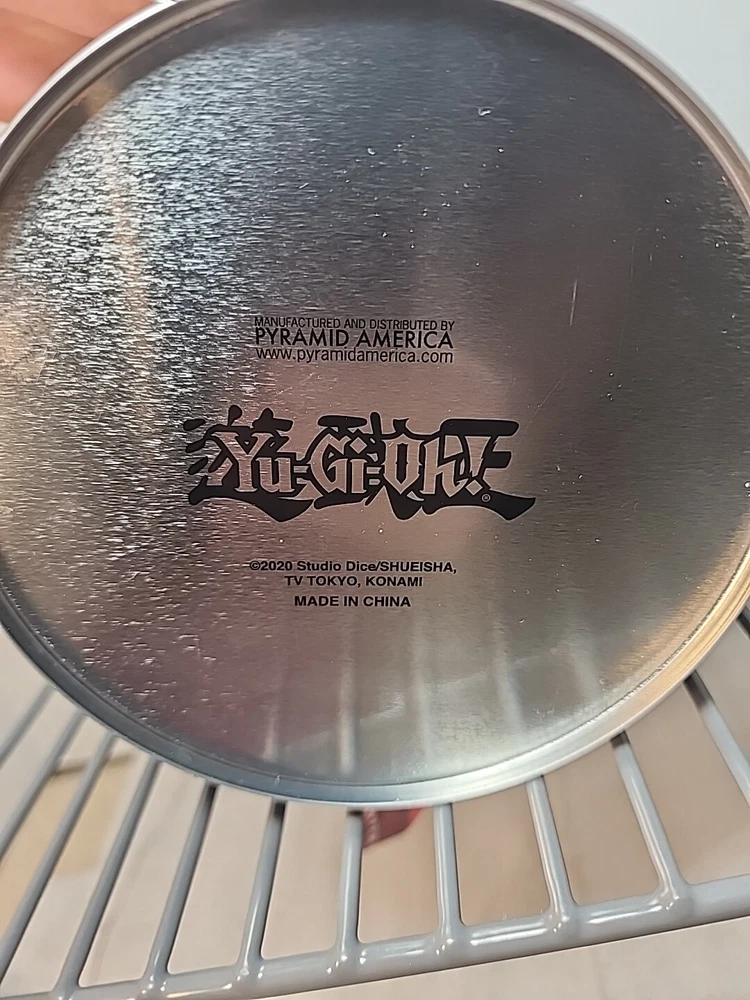 MANUFACTURED AND DISTRIBUTED BY
PYRAMID AMERICA
www.pyramidamerica.com
Yu-Gi-Oh!®
©2020 Studio Dice/SHUEISHA,
TV TOKYO, KONAMI
MADE IN CHINA